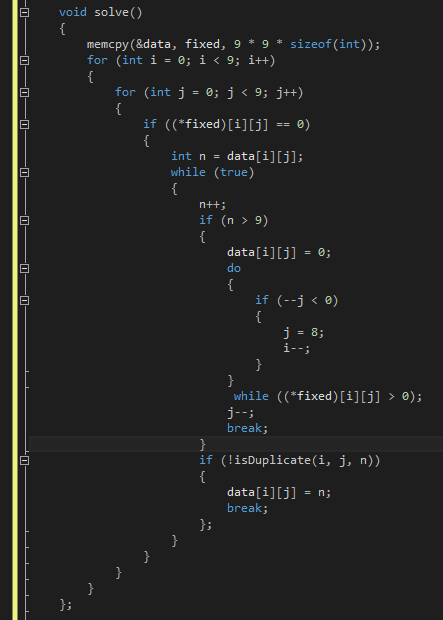 void solve()
{
memcpy(&data, fixed, 9 * 9 * sizeof(int));
for (int i = 0; i < 9; i++)
{
for (int j = 0; j < 9; j++)
{
if ((*fixed)[i][j] == 0)
{
int n = data[i][j];
while (true)
{
n++;
if (n > 9)
{
data[i][j] = 0;
do
{
if (--j < 0)
{
j = 8;
i--;
}
}
while ((*fixed)[i][j] > 0);
j--;
break;
}
if (!isDuplicate(i, j, n))
{
data[i][j] = n;
break;
};
}
}
}
}
};